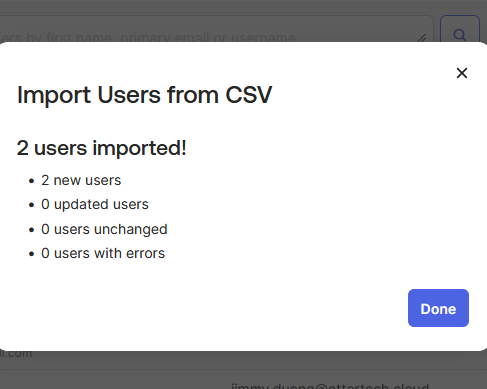 ers by first name, primary email or username
Import Users from CSV
2 users imported!
• 2 new users
• 0 updated users
• 0 users unchanged
• 0 users with errors
Done
il.com
jimmy.duong@ottertech.cloud